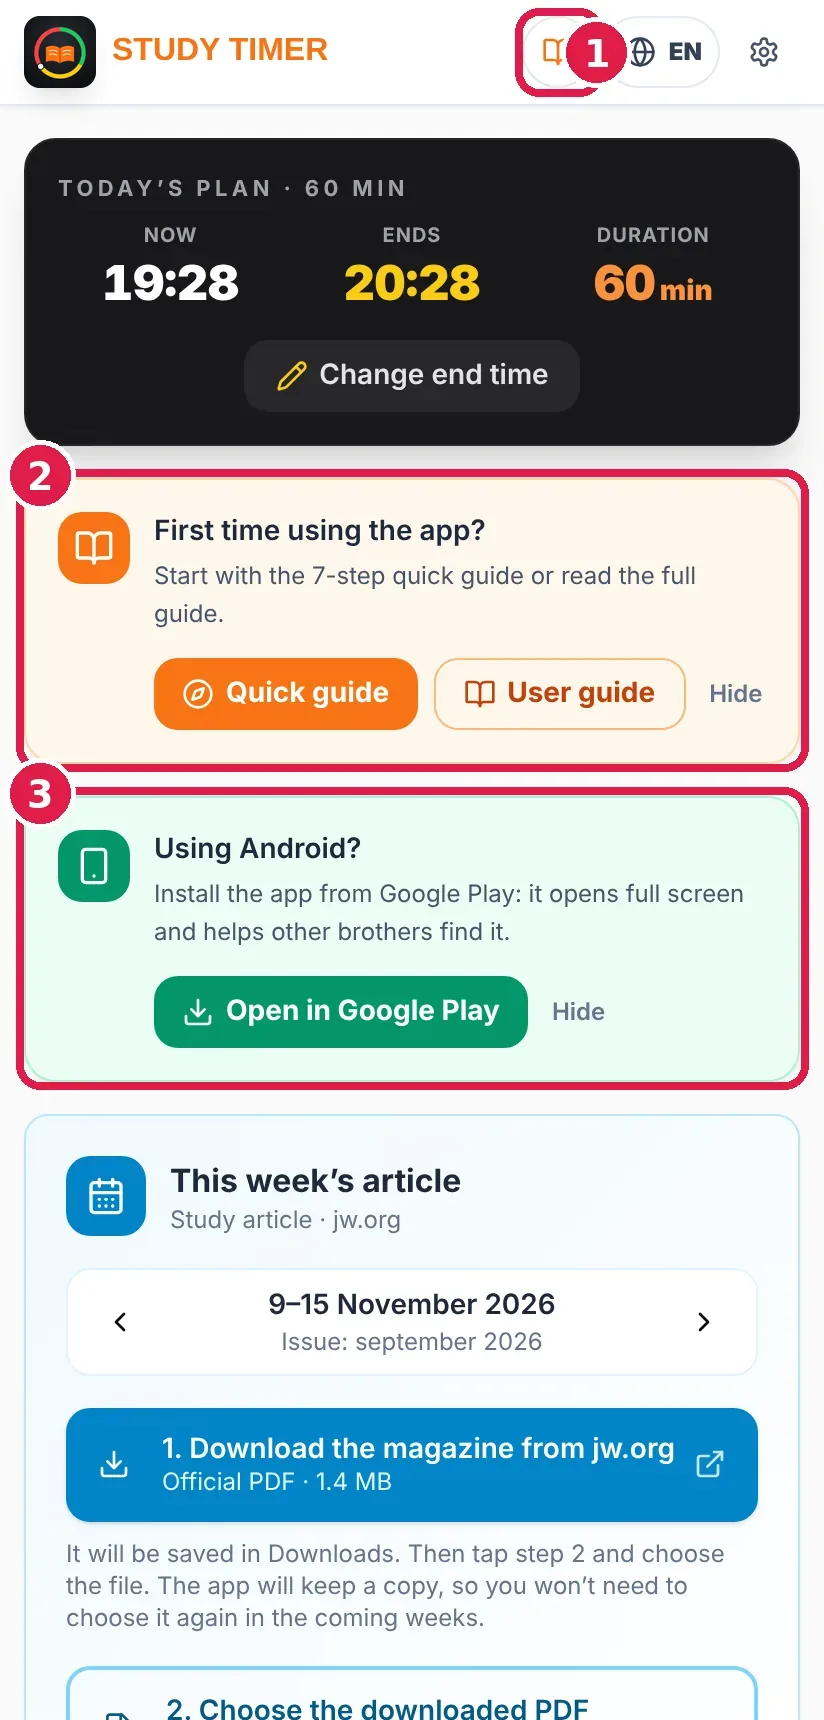 STUDY TIMER
1
EN
TODAY’S PLAN · 60 MIN
NOW
ENDS
DURATION
19:28
20:28
60 min
Change end time
2
First time using the app?
Start with the 7-step quick guide or read the full
guide.
Quick guide
User guide
Hide
3
Using Android?
Install the app from Google Play: it opens full screen
and helps other brothers find it.
Open in Google Play
Hide
This week’s article
Study article · jw.org
9–15 November 2026
Issue: september 2026
1. Download the magazine from jw.org
Official PDF · 1.4 MB
It will be saved in Downloads. Then tap step 2 and choose
the file. The app will keep a copy, so you won’t need to
choose it again in the coming weeks.
2. Choose the downloaded PDF